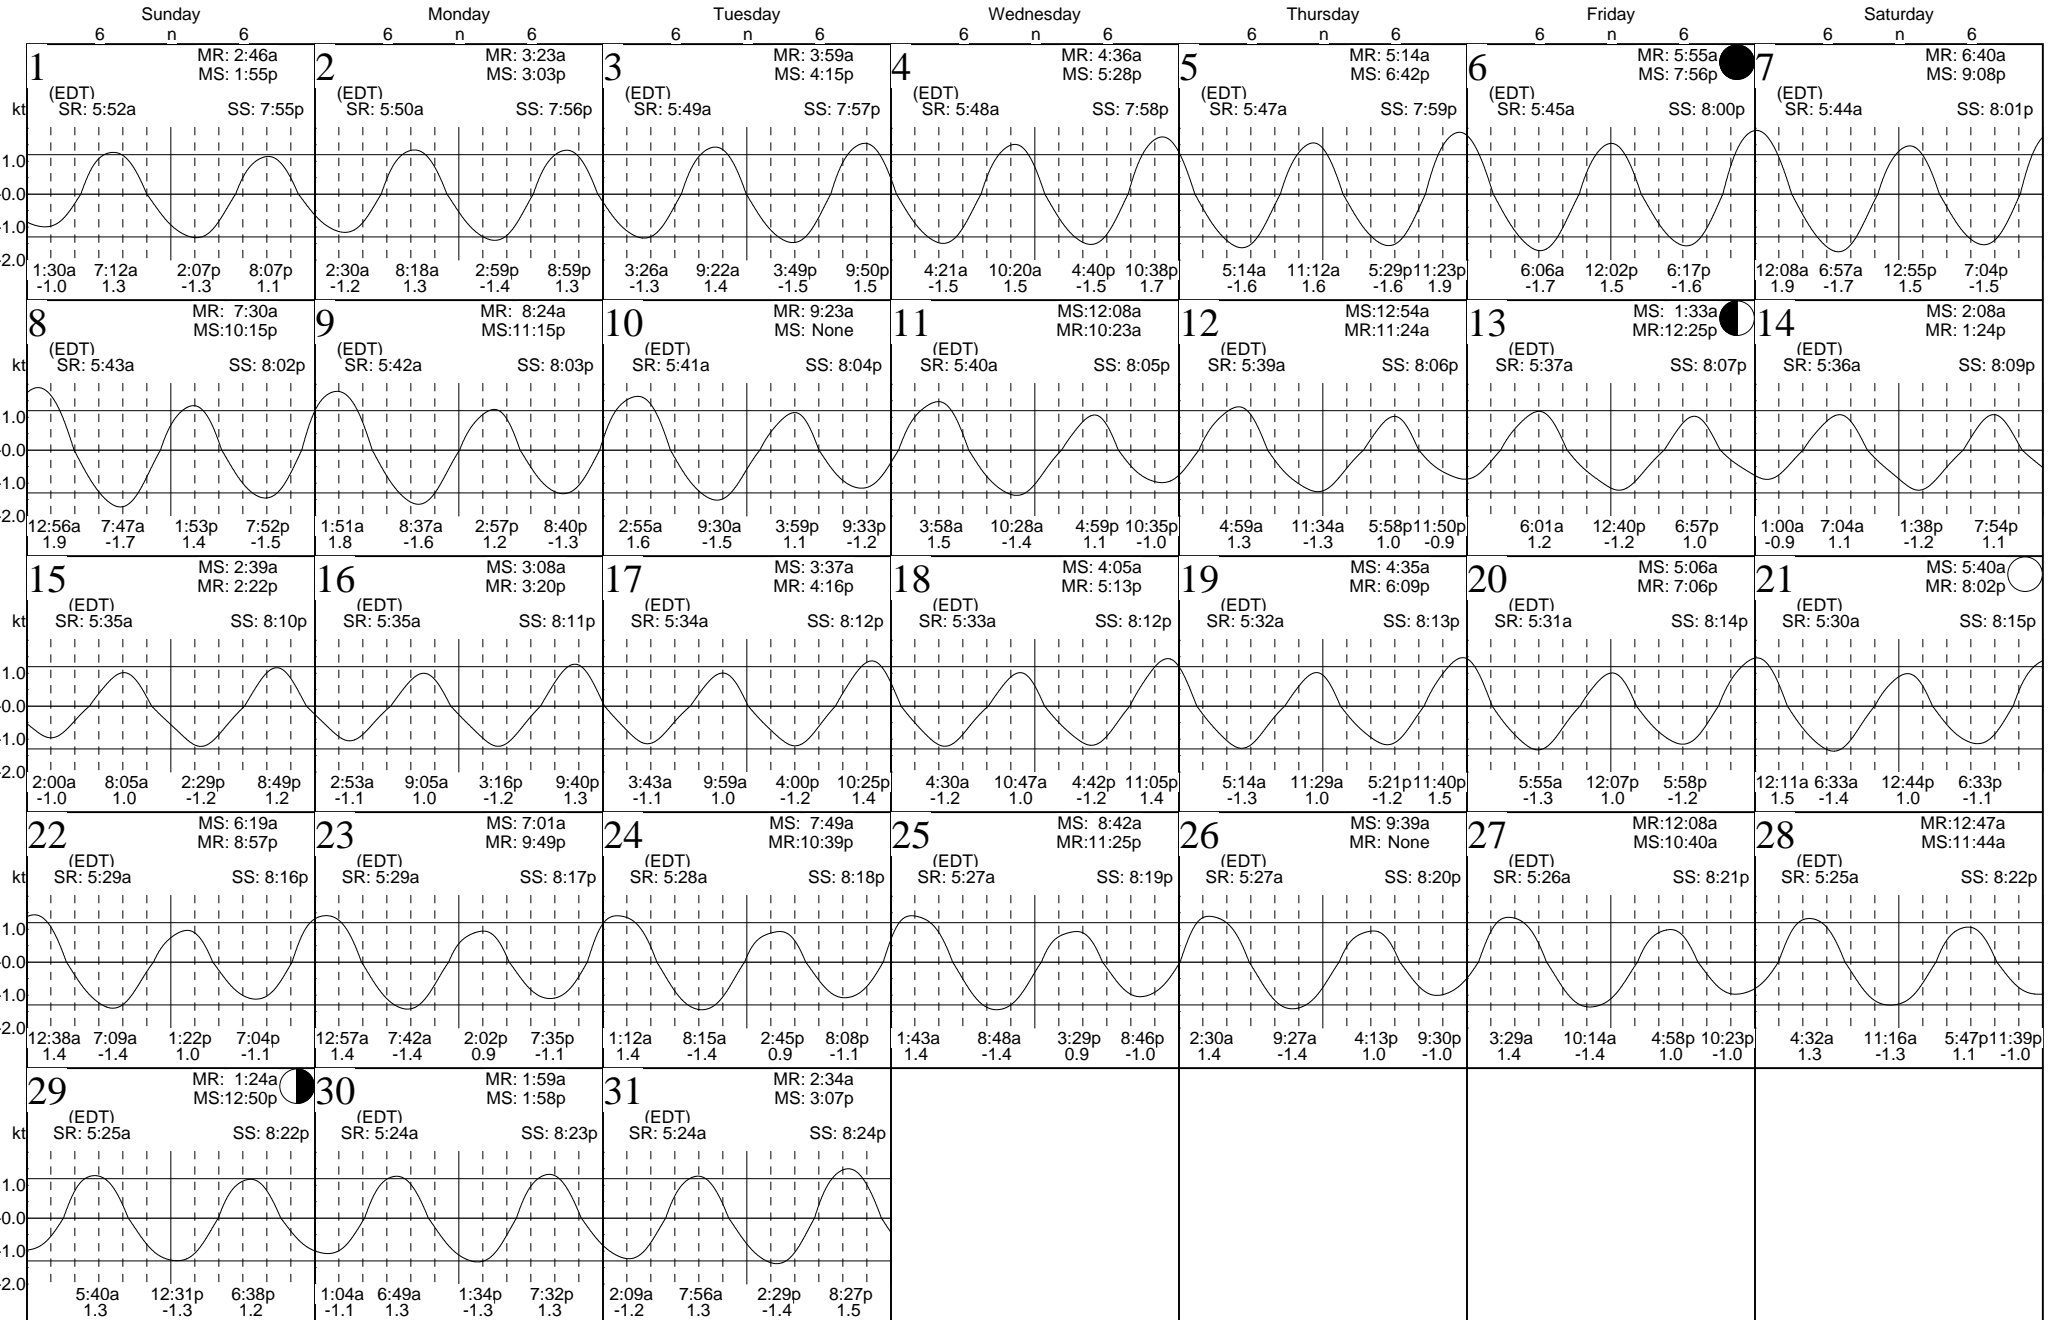 Sunday Monday Tuesday Wednesday Thursday Friday Saturday
6 n 6 6 n 6 6 n 6 6 n 6 6 n 6 6 n 6 6 n 6
1 MR: 2:46a 2 MR: 3:23a 3 MR: 3:59a 4 MR: 4:36a 5 MR: 5:14a 6 MR: 5:55a 7 MR: 6:40a
MS: 1:55p MS: 3:03p MS: 4:15p MS: 5:28p MS: 6:42p MS: 7:56p MS: 9:08p
(EDT) (EDT) (EDT) (EDT) (EDT) (EDT) (EDT)
kt SR: 5:52a SS: 7:55p SR: 5:50a SS: 7:56p SR: 5:49a SS: 7:57p SR: 5:48a SS: 7:58p SR: 5:47a SS: 7:59p SR: 5:45a SS: 8:00p SR: 5:44a SS: 8:01p
1.0
-0.0
-1.0
-2.0
1:30a 7:12a 2:07p 8:07p 2:30a 8:18a 2:59p 8:59p 3:26a 9:22a 3:49p 9:50p 4:21a 10:20a 4:40p 10:38p 5:14a 11:12a 5:29p 11:23p 6:06a 12:02p 6:17p 12:08a 6:57a 12:55p 7:04p
-1.0 1.3 -1.3 1.1 -1.2 1.3 -1.4 1.3 -1.3 1.4 -1.5 1.5 -1.5 1.5 -1.5 1.7 -1.6 1.6 -1.6 1.9 -1.7 1.5 -1.6 1.9 -1.7 1.5 -1.5
8 MR: 7:30a 9 MR: 8:24a 10 MR: 9:23a 11 MS:12:08a 12 MS:12:54a 13 MS: 1:33a 14 MS: 2:08a
MS:10:15p MS:11:15p MS: None MR:10:23a MR:11:24a MR:12:25p MR: 1:24p
(EDT) (EDT) (EDT) (EDT) (EDT) (EDT) (EDT)
kt SR: 5:43a SS: 8:02p SR: 5:42a SS: 8:03p SR: 5:41a SS: 8:04p SR: 5:40a SS: 8:05p SR: 5:39a SS: 8:06p SR: 5:37a SS: 8:07p SR: 5:36a SS: 8:09p
1.0
-0.0
-1.0
-2.0
12:56a 7:47a 1:53p 7:52p 1:51a 8:37a 2:57p 8:40p 2:55a 9:30a 3:59p 9:33p 3:58a 10:28a 4:59p 10:35p 4:59a 11:34a 5:58p 11:50p 6:01a 12:40p 6:57p 1:00a 7:04a 1:38p 7:54p
1.9 -1.7 1.4 -1.5 1.8 -1.6 1.2 -1.3 1.6 -1.5 1.1 -1.2 1.5 -1.4 1.1 -1.0 1.3 -1.3 1.0 -0.9 1.2 -1.2 1.0 -0.9 1.1 -1.2 1.1
15 MS: 2:39a 16 MS: 3:08a 17 MS: 3:37a 18 MS: 4:05a 19 MS: 4:35a 20 MS: 5:06a 21 MS: 5:40a
MR: 2:22p MR: 3:20p MR: 4:16p MR: 5:13p MR: 6:09p MR: 7:06p MR: 8:02p
(EDT) (EDT) (EDT) (EDT) (EDT) (EDT) (EDT)
kt SR: 5:35a SS: 8:10p SR: 5:35a SS: 8:11p SR: 5:34a SS: 8:12p SR: 5:33a SS: 8:12p SR: 5:32a SS: 8:13p SR: 5:31a SS: 8:14p SR: 5:30a SS: 8:15p
1.0
-0.0
-1.0
-2.0
2:00a 8:05a 2:29p 8:49p 2:53a 9:05a 3:16p 9:40p 3:43a 9:59a 4:00p 10:25p 4:30a 10:47a 4:42p 11:05p 5:14a 11:29a 5:21p 11:40p 5:55a 12:07p 5:58p 12:11a 6:33a 12:44p 6:33p
-1.0 1.0 -1.2 1.2 -1.1 1.0 -1.2 1.3 -1.1 1.0 -1.2 1.4 -1.2 1.0 -1.2 1.4 -1.3 1.0 -1.2 1.5 -1.3 1.0 -1.2 1.5 -1.4 1.0 -1.1
22 MS: 6:19a 23 MS: 7:01a 24 MS: 7:49a 25 MS: 8:42a 26 MS: 9:39a 27 MR:12:08a 28 MR:12:47a
MR: 8:57p MR: 9:49p MR:10:39p MR:11:25p MR: None MS:10:40a MS:11:44a
(EDT) (EDT) (EDT) (EDT) (EDT) (EDT) (EDT)
kt SR: 5:29a SS: 8:16p SR: 5:29a SS: 8:17p SR: 5:28a SS: 8:18p SR: 5:27a SS: 8:19p SR: 5:27a SS: 8:20p SR: 5:26a SS: 8:21p SR: 5:25a SS: 8:22p
1.0
-0.0
-1.0
-2.0
12:38a 7:09a 1:22p 7:04p 12:57a 7:42a 2:02p 7:35p 1:12a 8:15a 2:45p 8:08p 1:43a 8:48a 3:29p 8:46p 2:30a 9:27a 4:13p 9:30p 3:29a 10:14a 4:58p 10:23p 4:32a 11:16a 5:47p 11:39p
1.4 -1.4 1.0 -1.1 1.4 -1.4 0.9 -1.1 1.4 -1.4 0.9 -1.1 1.4 -1.4 0.9 -1.0 1.4 -1.4 1.0 -1.0 1.4 -1.4 1.0 -1.0 1.3 -1.3 1.1 -1.0
29 MR: 1:24a 30 MR: 1:59a 31 MR: 2:34a
MS:12:50p MS: 1:58p MS: 3:07p
(EDT) (EDT) (EDT)
kt SR: 5:25a SS: 8:22p SR: 5:24a SS: 8:23p SR: 5:24a SS: 8:24p
1.0
-0.0
-1.0
-2.0
5:40a 12:31p 6:38p 1:04a 6:49a 1:34p 7:32p 2:09a 7:56a 2:29p 8:27p
1.3 -1.3 1.2 -1.1 1.3 -1.3 1.3 -1.2 1.3 -1.4 1.5